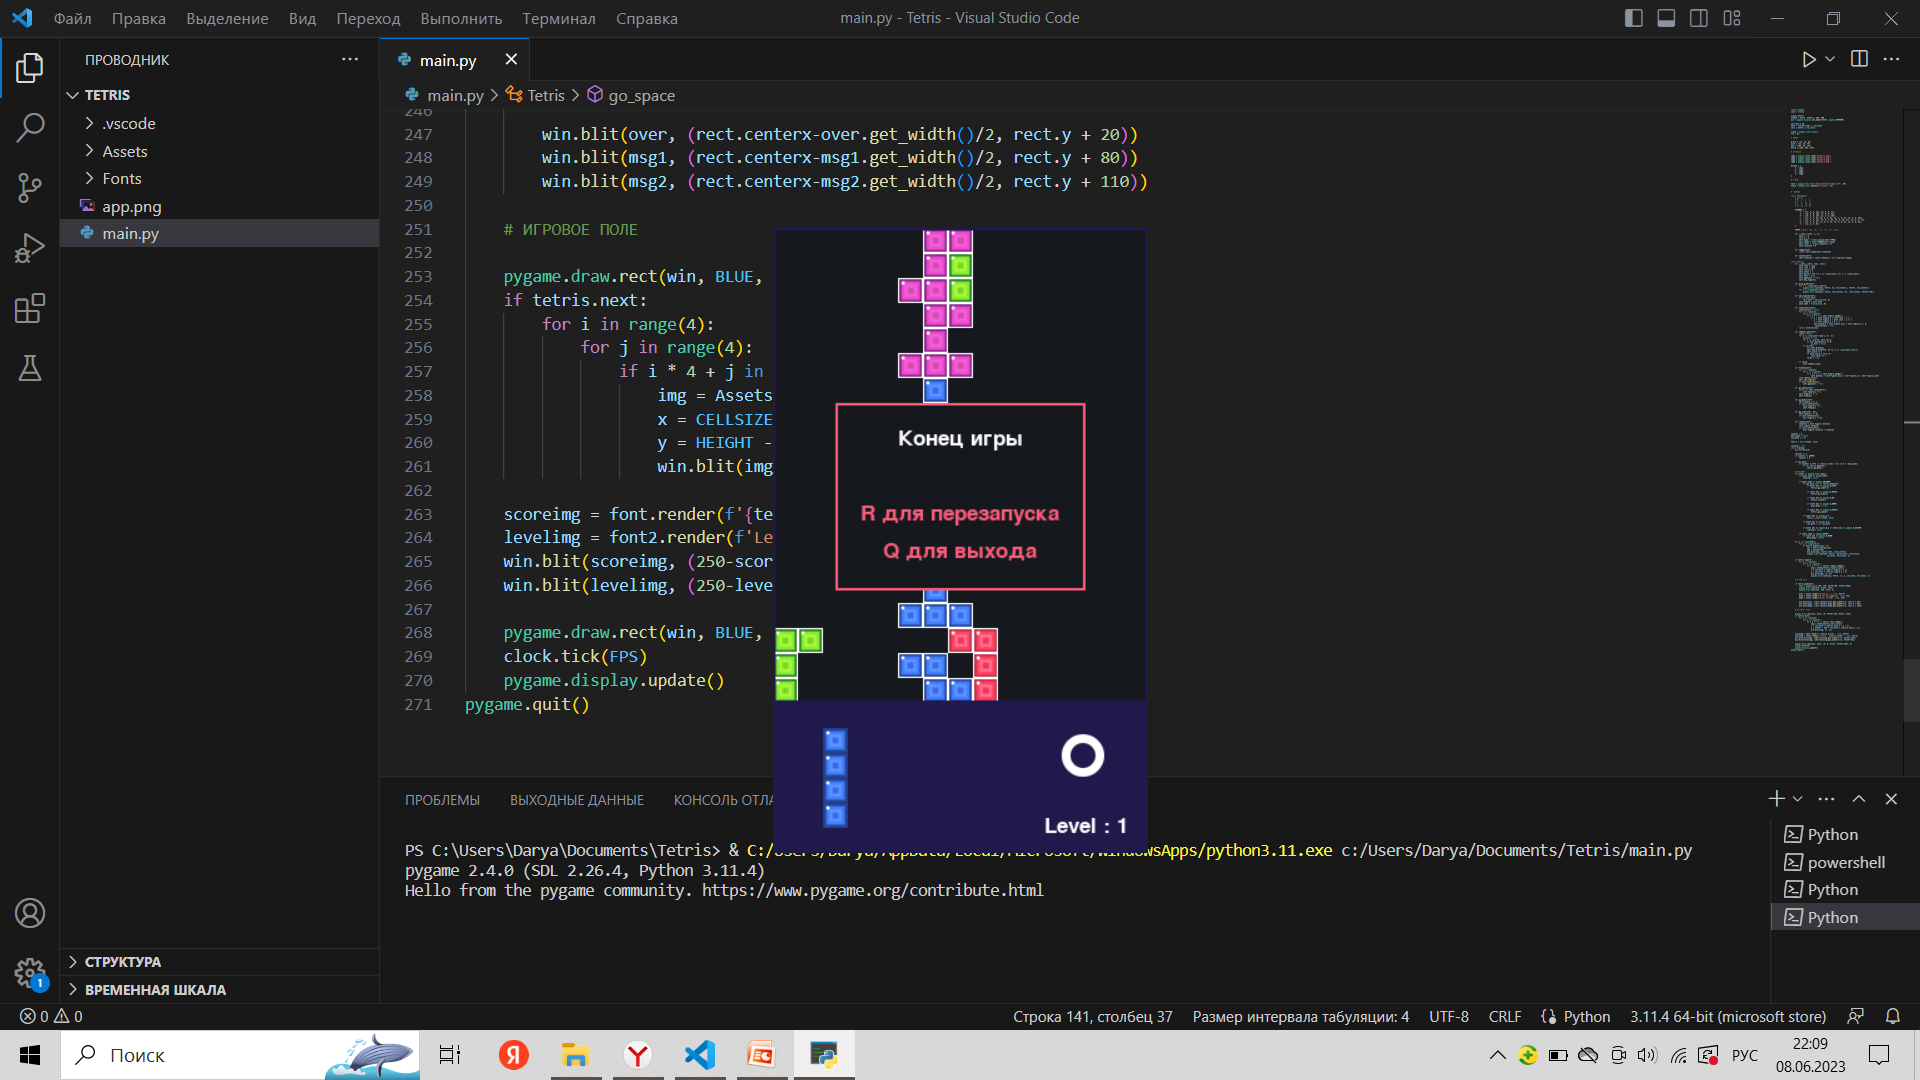 Файл Правка Выделение Вид Переход Выполнить Терминал Справка
main.py - Tetris - Visual Studio Code
ПРОВОДНИК
TETRIS
.vscode
Assets
Fonts
app.png
main.py
СТРУКТУРА
ВРЕМЕННАЯ ШКАЛА
main.py
main.py > Tetris > go_space
246
247 win.blit(over, (rect.centerx-over.get_width()/2, rect.y + 20))
248 win.blit(msg1, (rect.centerx-msg1.get_width()/2, rect.y + 80))
249 win.blit(msg2, (rect.centerx-msg2.get_width()/2, rect.y + 110))
250
251 # ИГРОВОЕ ПОЛЕ
252
253 pygame.draw.rect(win, BLUE,
254 if tetris.next:
255 for i in range(4):
256 for j in range(4):
257 if i * 4 + j in
258 img = Assets
259 x = CELLSIZE
260 y = HEIGHT -
261 win.blit(img
262
263 scoreimg = font.render(f'{te
264 levelimg = font2.render(f'Le
265 win.blit(scoreimg, (250-scor
266 win.blit(levelimg, (250-leve
267
268 pygame.draw.rect(win, BLUE,
269 clock.tick(FPS)
270 pygame.display.update()
271 pygame.quit()
Конец игры
R для перезапуска
Q для выхода
Level : 1
ПРОБЛЕМЫ ВЫХОДНЫЕ ДАННЫЕ КОНСОЛЬ ОТЛА
PS C:\Users\Darya\Documents\Tetris> & C:/Users/Darya/AppData/Local/Microsoft/WindowsApps/python3.11.exe c:/Users/Darya/Documents/Tetris/main.py
pygame 2.4.0 (SDL 2.26.4, Python 3.11.4)
Hello from the pygame community. https://www.pygame.org/contribute.html
Python
powershell
Python
Python
1
0 0
Строка 141, столбец 37 Размер интервала табуляции: 4 UTF-8 CRLF Python 3.11.4 64-bit (microsoft store)
Поиск
РУС
22:09
08.06.2023